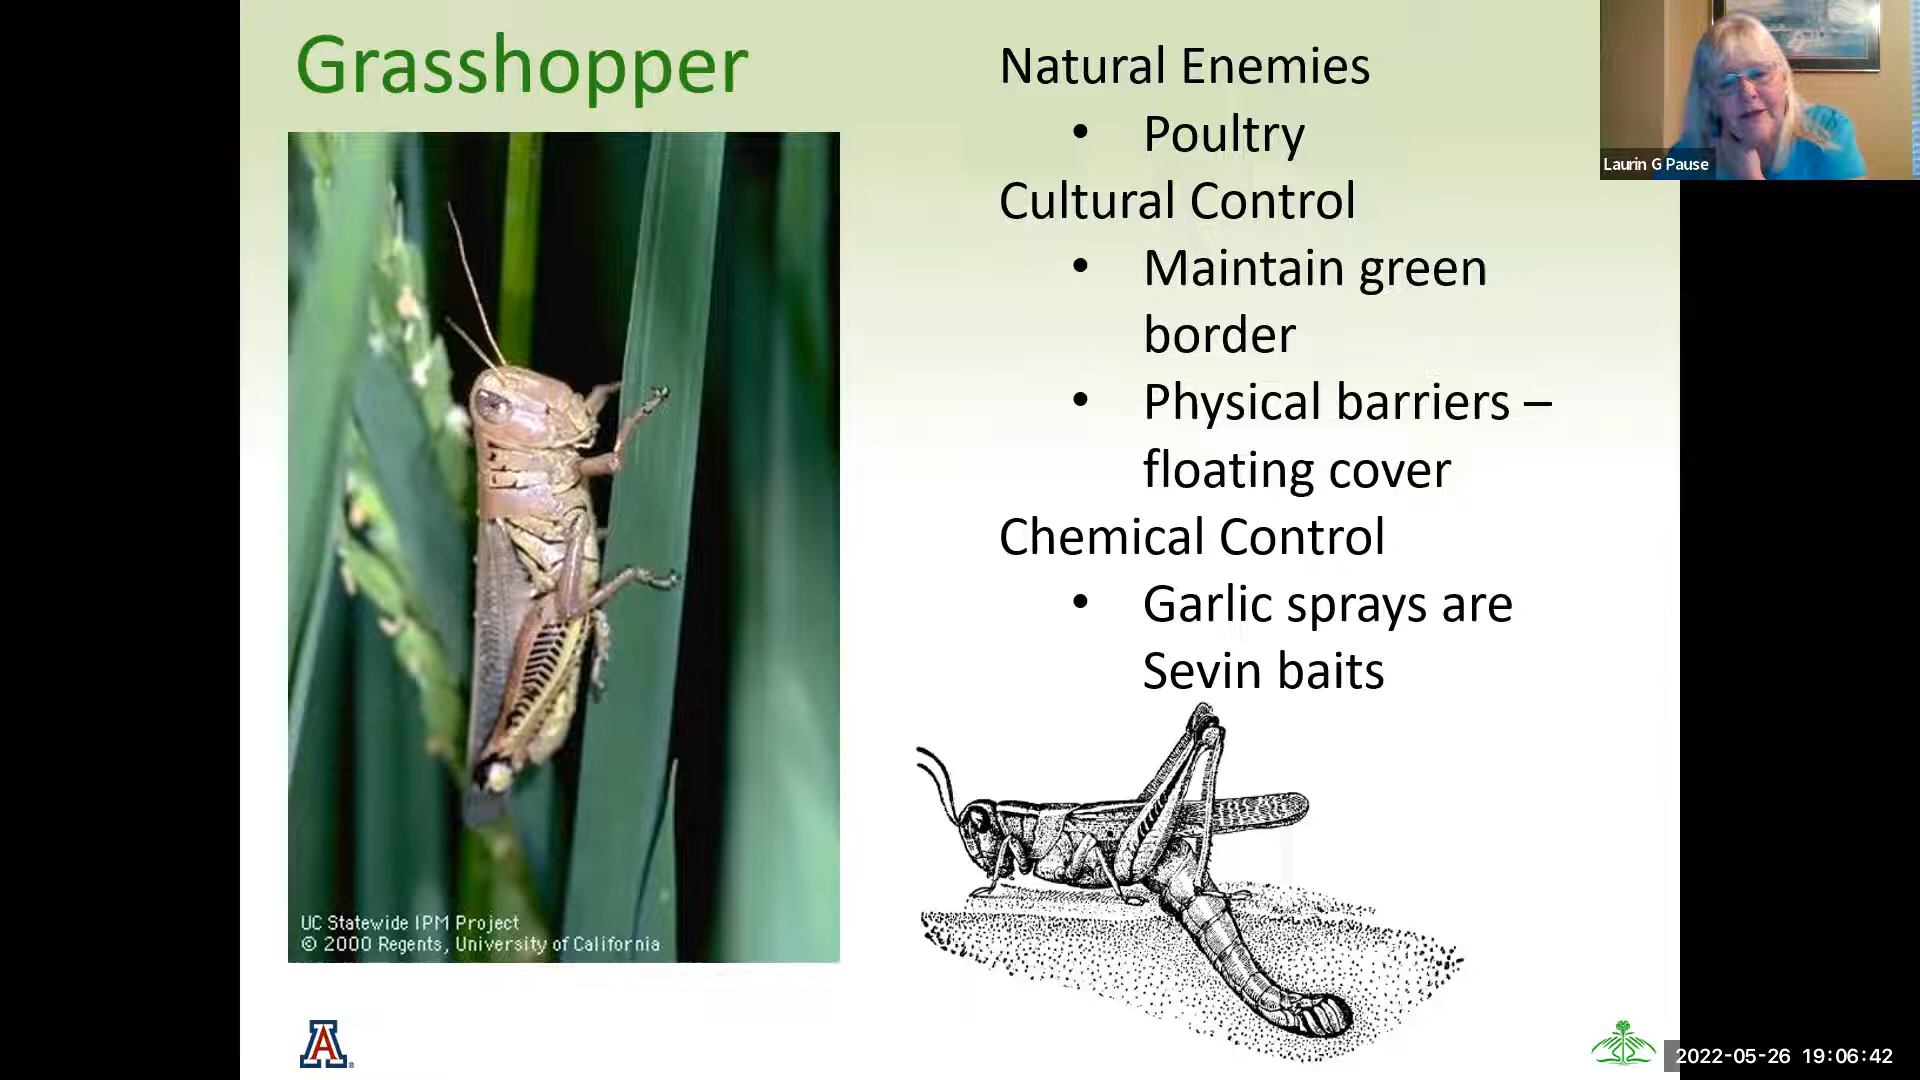 Grasshopper
Natural Enemies
• Poultry
Cultural Control
• Maintain green
border
• Physical barriers –
floating cover
Chemical Control
• Garlic sprays are
Sevin baits
Laurin G Pause
UC Statewide IPM Project
© 2000 Regents, University of California
A
2022-05-26 19:06:42